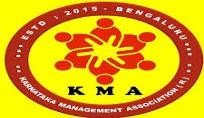 ESTD : 2015 - BENGALURU
KMA
KARNATAKA MANAGEMENT ASSOCIATION (R)